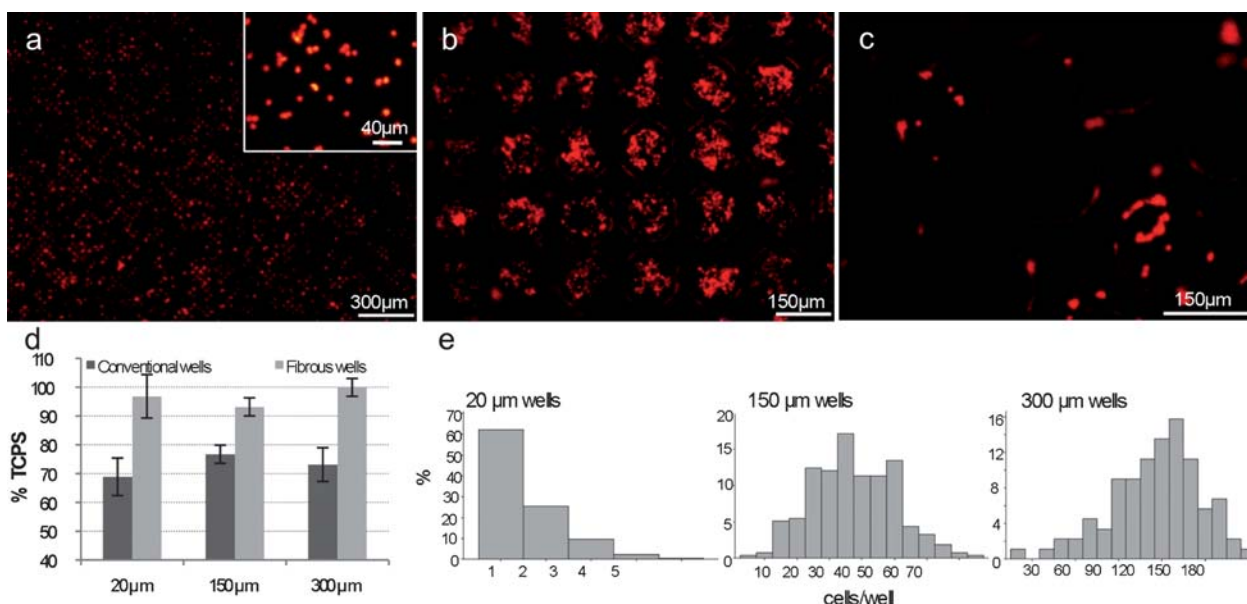 a
40µm
300µm
b
150µm
c
150µm
d
110
100
90
80
70
60
50
40
% TCPS
Conventional wells
Fibrous wells
20µm
150µm
300µm
e
20 µm wells
70
60
50
40
30
20
10
0
%
1 2 3 4 5
150 µm wells
20
15
10
5
0
10 20 30 40 50 60 70
cells/well
300 µm wells
16
12
8
4
0
30 60 90 120 150 180